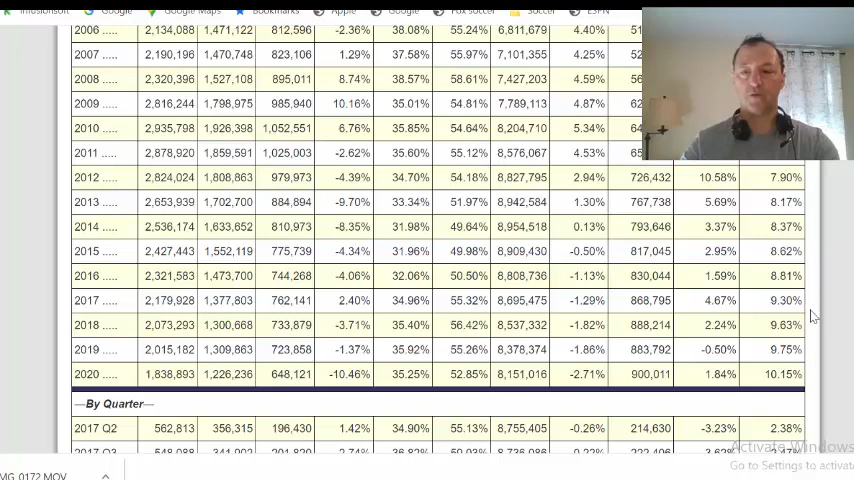 Infusionsoft Google Google Maps Bookmarks Apple Google Fox Soccer Soccer ESPN
2006 ..... 2,134,088 1,471,122 812,596 -2.36% 38.08% 55.24% 6,811,679 4.40% 51
2007 ..... 2,190,196 1,470,748 823,106 1.29% 37.58% 55.97% 7,101,355 4.25% 52
2008 ..... 2,320,396 1,527,108 895,011 8.74% 38.57% 58.61% 7,427,203 4.59% 56
2009 ..... 2,816,244 1,798,975 985,940 10.16% 35.01% 54.81% 7,789,113 4.87% 62
2010 ..... 2,935,798 1,926,398 1,052,551 6.76% 35.85% 54.64% 8,204,710 5.34% 64
2011 ..... 2,878,920 1,859,591 1,025,003 -2.62% 35.60% 55.12% 8,576,067 4.53% 65
2012 ..... 2,824,024 1,808,863 979,973 -4.39% 34.70% 54.18% 8,827,795 2.94% 726,432 10.58% 7.90%
2013 ..... 2,653,939 1,702,700 884,894 -9.70% 33.34% 51.97% 8,942,584 1.30% 767,738 5.69% 8.17%
2014 ..... 2,536,174 1,633,652 810,973 -8.35% 31.98% 49.64% 8,954,518 0.13% 793,646 3.37% 8.37%
2015 ..... 2,427,443 1,552,119 775,739 -4.34% 31.96% 49.98% 8,909,430 -0.50% 817,045 2.95% 8.62%
2016 ..... 2,321,583 1,473,700 744,268 -4.06% 32.06% 50.50% 8,808,736 -1.13% 830,044 1.59% 8.81%
2017 ..... 2,179,928 1,377,803 762,141 2.40% 34.96% 55.32% 8,695,475 -1.29% 868,795 4.67% 9.30%
2018 ..... 2,073,293 1,300,668 733,879 -3.71% 35.40% 56.42% 8,537,332 -1.82% 888,214 2.24% 9.63%
2019 ..... 2,015,182 1,309,863 723,858 -1.37% 35.92% 55.26% 8,378,374 -1.86% 883,792 -0.50% 9.75%
2020 ..... 1,838,893 1,226,236 648,121 -10.46% 35.25% 52.85% 8,151,016 -2.71% 900,011 1.84% 10.15%
—By Quarter—
2017 Q2 562,813 356,315 196,430 1.42% 34.90% 55.13% 8,755,405 -0.26% 214,630 -3.23% 2.38%
2017 Q3
Activate Windows
Go to Settings to activat
MG_0172.MOV